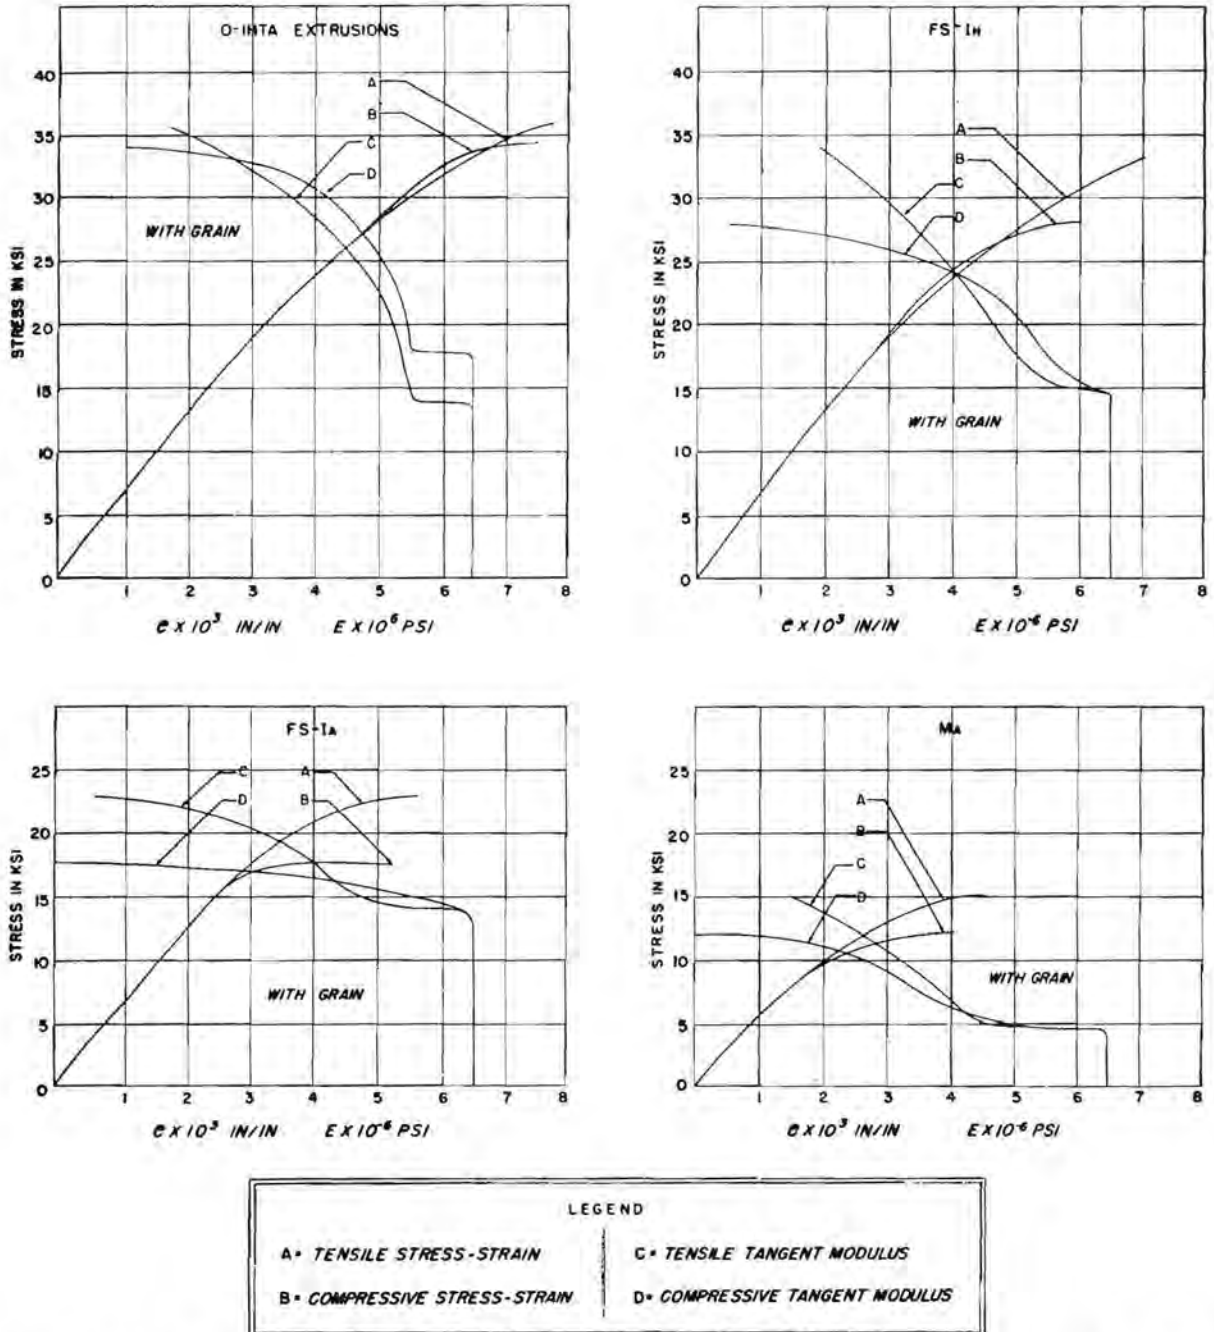 O-1HTA EXTRUSIONS
40
35
30
25
20
15
10
5
0
A
B
C
D
WITH GRAIN
STRESS IN KSI
1 2 3 4 5 6 7 8
e X 10³ IN/IN E X 10⁶ PSI
FS-1H
40
35
30
25
20
15
10
5
0
A
B
C
D
WITH GRAIN
STRESS IN KSI
1 2 3 4 5 6 7 8
e X 10³ IN/IN E X 10⁻⁶ PSI
FS-1A
25
20
15
10
5
0
C A
D B
WITH GRAIN
STRESS IN KSI
1 2 3 4 5 6 7 8
e X 10³ IN/IN E X 10⁻⁶ PSI
MA
25
20
15
10
5
0
A
B
C
D
WITH GRAIN
STRESS IN KSI
1 2 3 4 5 6 7 8
e X 10³ IN/IN E X 10⁻⁶ PSI
LEGEND
A= TENSILE STRESS-STRAIN
B= COMPRESSIVE STRESS-STRAIN
C= TENSILE TANGENT MODULUS
D= COMPRESSIVE TANGENT MODULUS